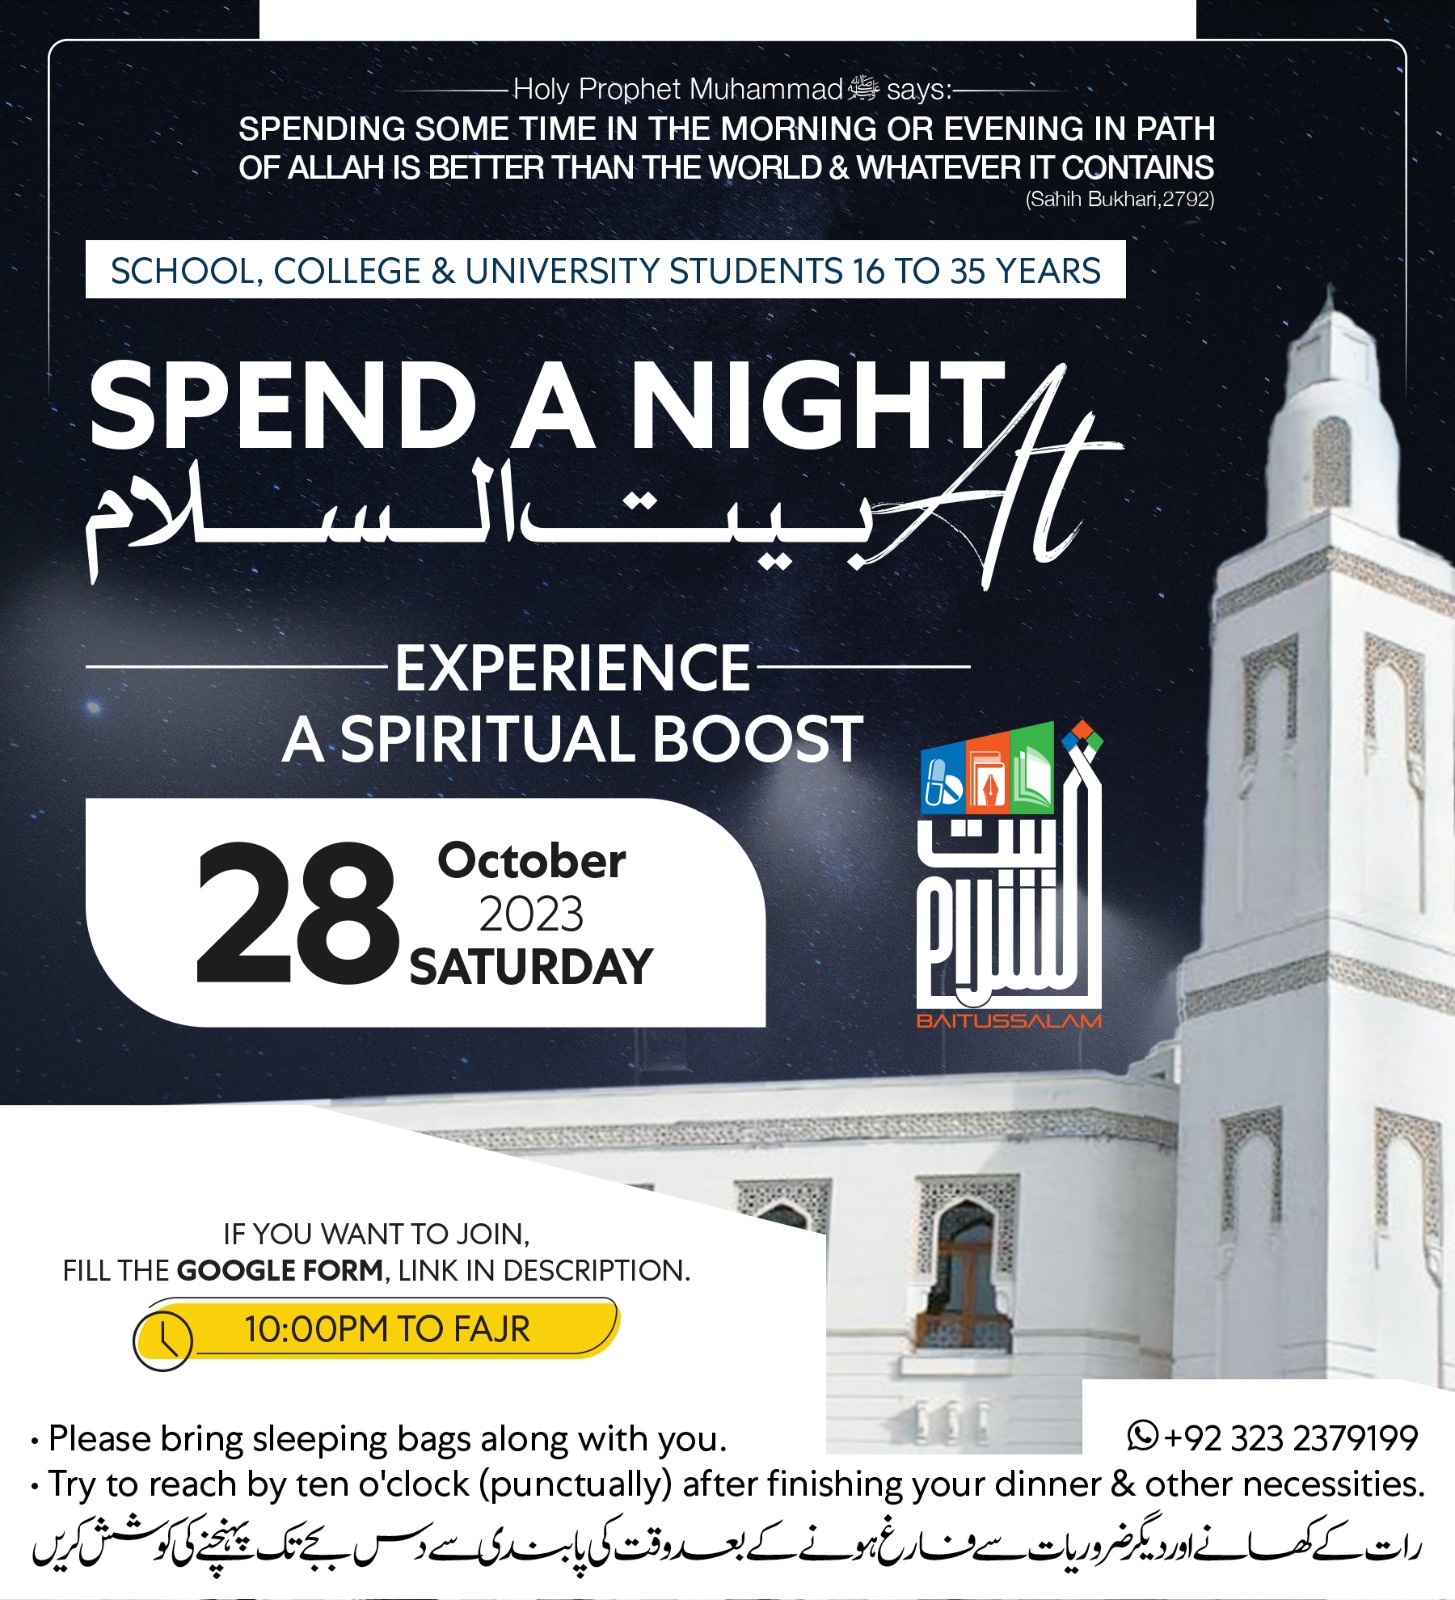 Holy Prophet Muhammad ﷺ says:
SPENDING SOME TIME IN THE MORNING OR EVENING IN PATH
OF ALLAH IS BETTER THAN THE WORLD & WHATEVER IT CONTAINS
(Sahih Bukhari,2792)
SCHOOL, COLLEGE & UNIVERSITY STUDENTS 16 TO 35 YEARS
SPEND A NIGHT At
بیت السلام
EXPERIENCE
A SPIRITUAL BOOST
28 October
2023
SATURDAY
بیت السلام
BAITUSSALAM
IF YOU WANT TO JOIN,
FILL THE GOOGLE FORM, LINK IN DESCRIPTION.
10:00PM TO FAJR
• Please bring sleeping bags along with you.
+92 323 2379199
• Try to reach by ten o'clock (punctually) after finishing your dinner & other necessities.
رات کے کھانے اور دیگر ضروریات سے فارغ ہونے کے بعد وقت کی پابندی سے دس بجے تک پہنچنے کی کوشش کریں